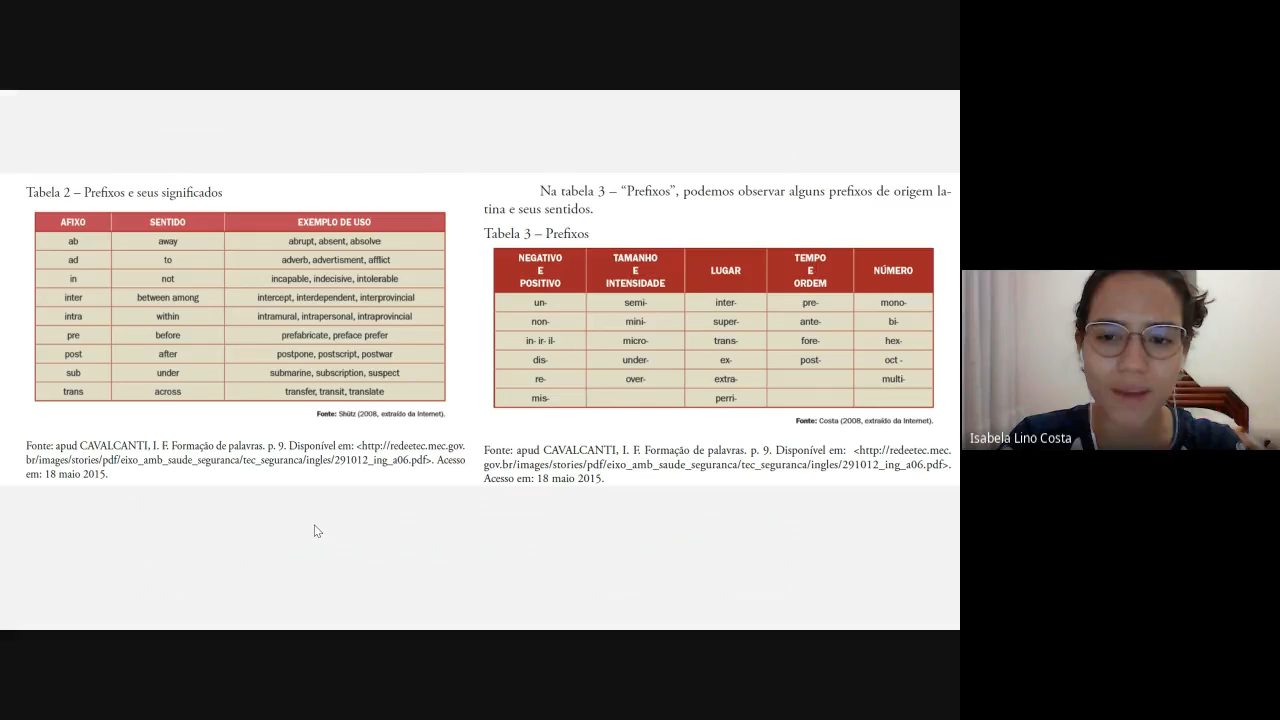 Tabela 2 – Prefixos e seus significados
AFIXO SENTIDO EXEMPLO DE USO
ab away abrupt, absent, absolve
ad to adverb, advertisment, afflict
in not incapable, indecisive, intolerable
inter between among intercept, interdependent, interprovincial
intra within intramural, intrapersonal, intraprovincial
pre before prefabricate, preface prefer
post after postpone, postscript, postwar
sub under submarine, subscription, suspect
trans across transfer, transit, translate
Fonte: Shütz (2008, extraído da Internet).
Fonte: apud CAVALCANTI, I. F. Formação de palavras. p. 9. Disponível em: <http://redeetec.mec.gov.
br/images/stories/pdf/eixo_amb_saude_seguranca/tec_seguranca/ingles/291012_ing_a06.pdf>. Acesso
em: 18 maio 2015.
Na tabela 3 – “Prefixos”, podemos observar alguns prefixos de origem la-
tina e seus sentidos.
Tabela 3 – Prefixos
NEGATIVO E POSITIVO TAMANHO E INTENSIDADE LUGAR TEMPO E ORDEM NÚMERO
un- semi- inter- pre- mono-
non- mini- super- ante- bi-
in- ir- il- micro- trans- fore- hex-
dis- under- ex- post- oct -
re- over- extra- multi-
mis- perri-
Fonte: Costa (2008, extraído da Internet).
Fonte: apud CAVALCANTI, I. F. Formação de palavras. p. 9. Disponível em: <http://redeetec.mec.
gov.br/images/stories/pdf/eixo_amb_saude_seguranca/tec_seguranca/ingles/291012_ing_a06.pdf>.
Acesso em: 18 maio 2015.
Isabela Lino Costa